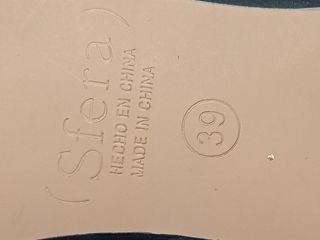 (Sfera)
HECHO EN CHINA
MADE IN CHINA
39